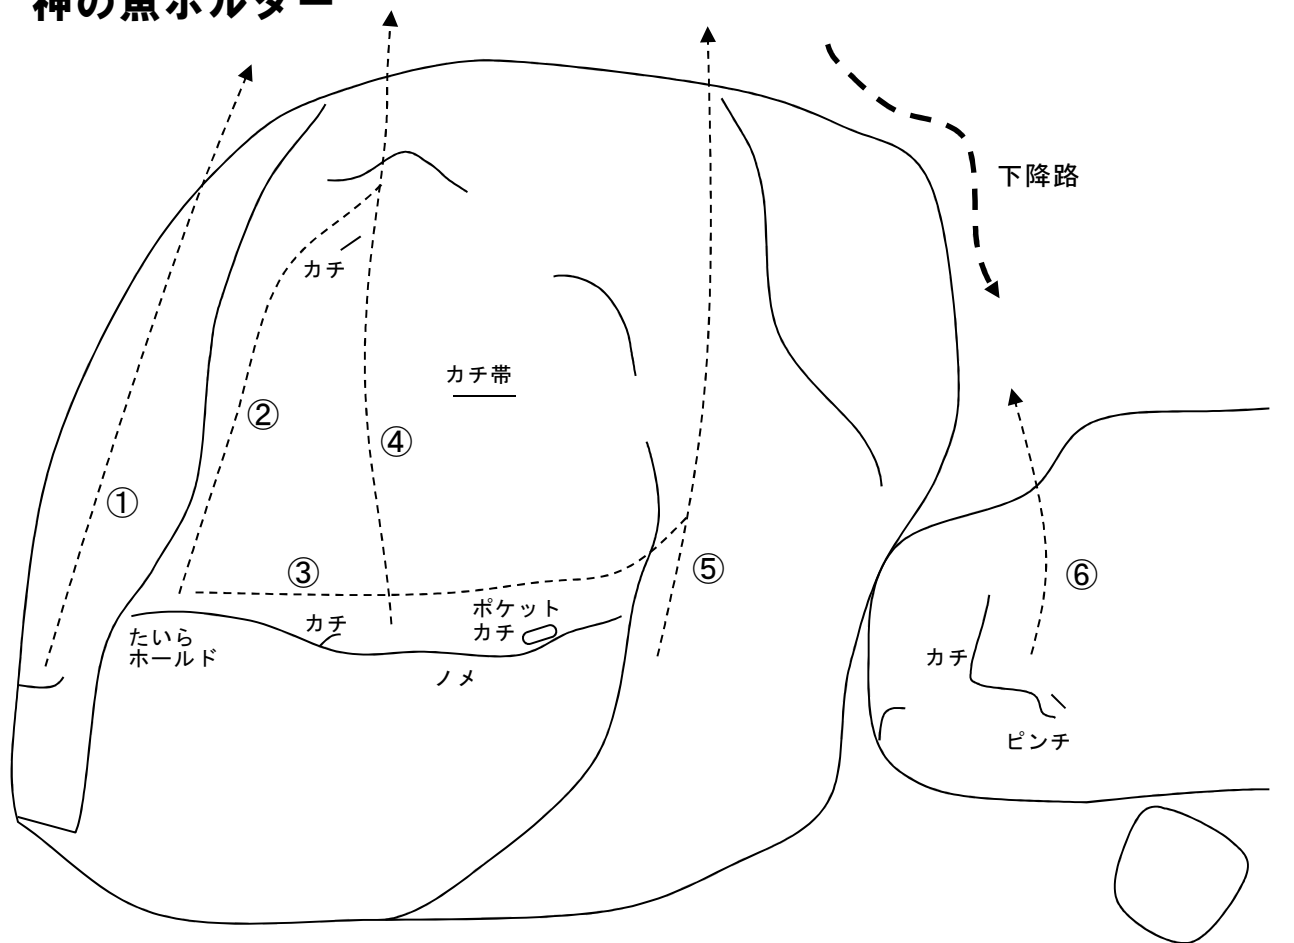 神の魚ボルダー
下降路
カチ
カチ帯
②
④
①
③
⑤
⑥
ポケット
カチ
カチ
たいら
ホールド
ノメ
カチ
ピンチ